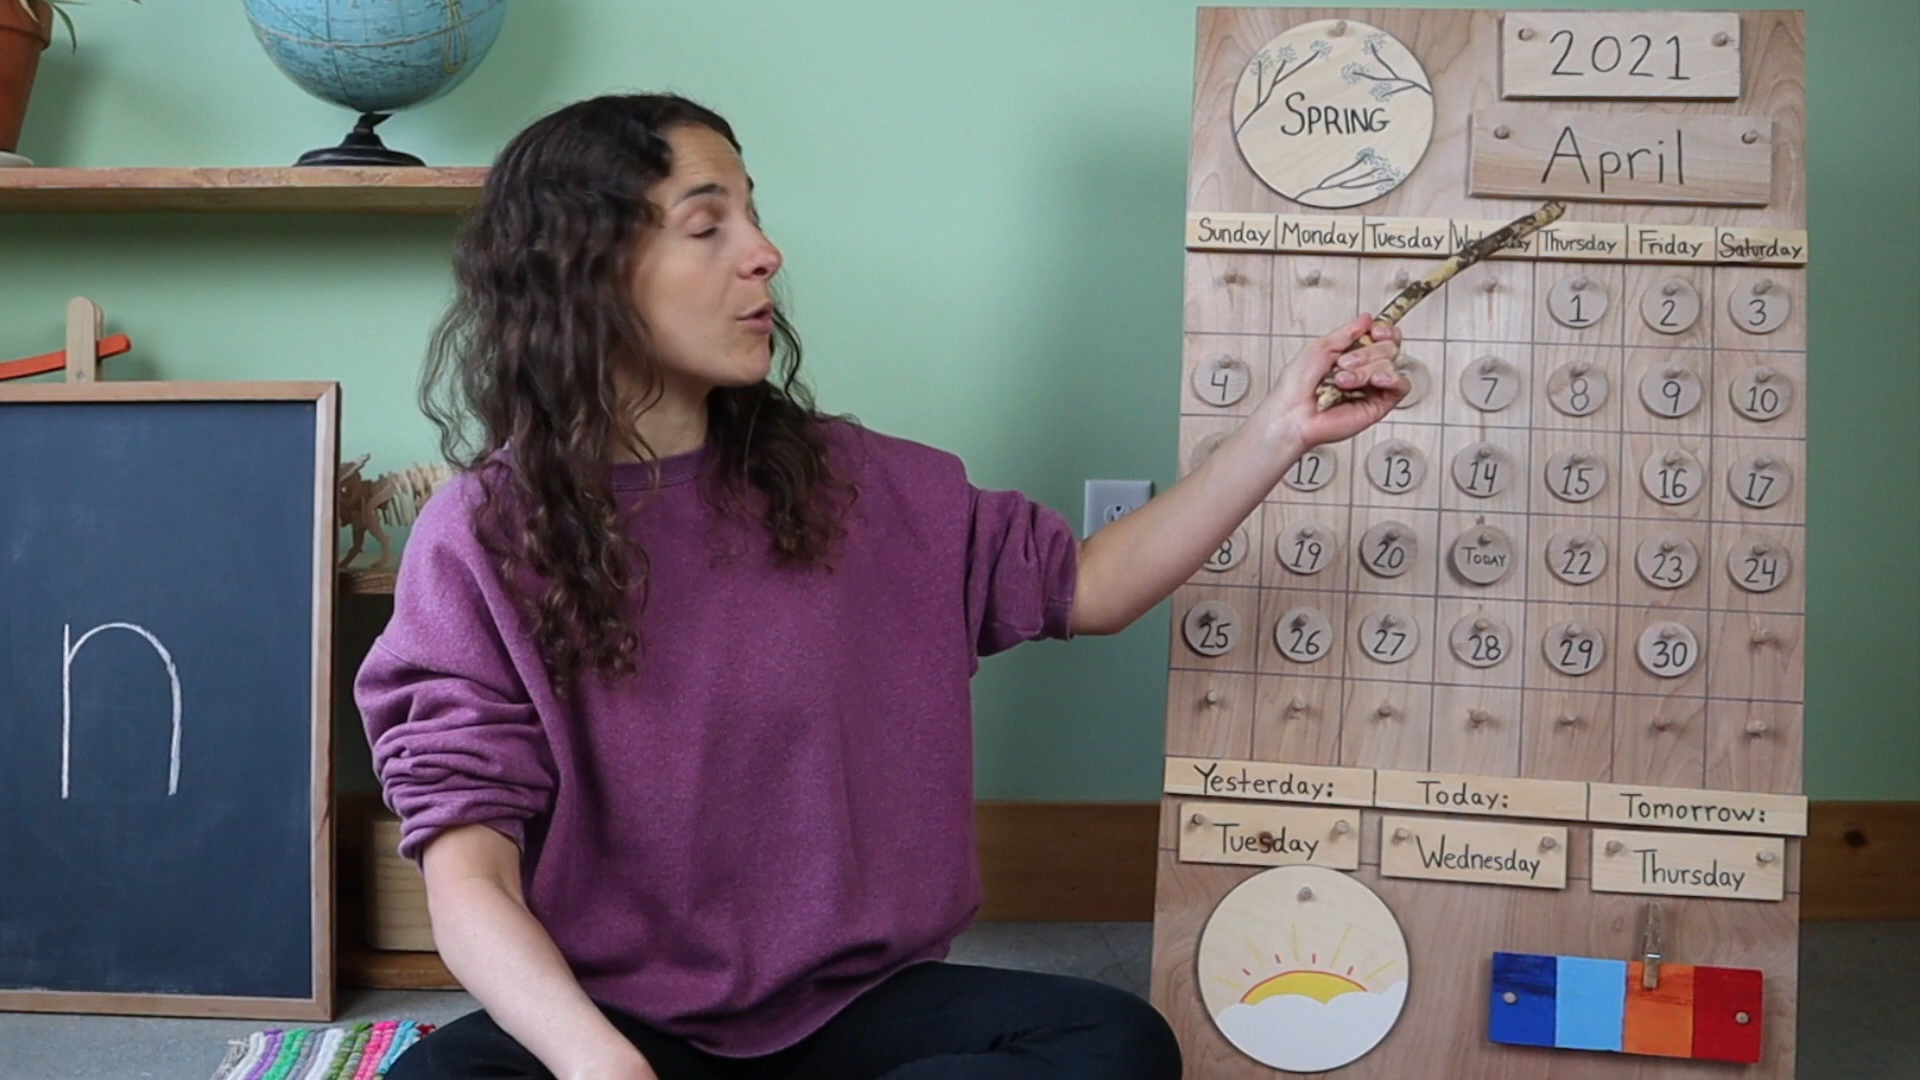 2021
SPRING
April
Sunday Monday Tuesday Wednesday Thursday Friday Saturday
1 2 3
4 7 8 9 10
12 13 14 15 16 17
18 19 20 TODAY 22 23 24
25 26 27 28 29 30
Yesterday: Today: Tomorrow:
Tuesday Wednesday Thursday
n